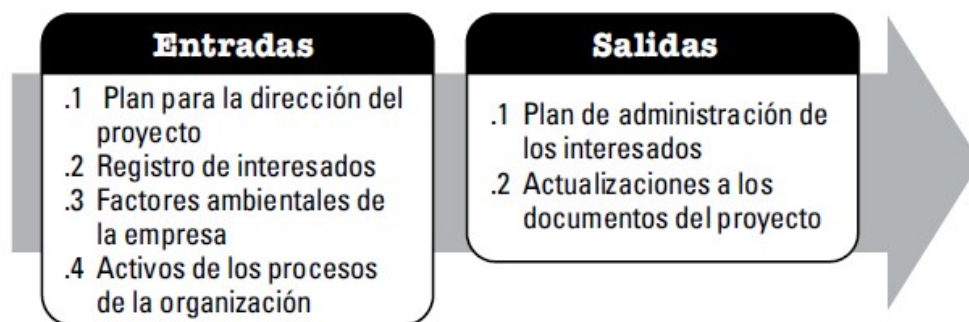 Entradas
.1 Plan para la dirección del
proyecto
.2 Registro de interesados
.3 Factores ambientales de
la empresa
.4 Activos de los procesos
de la organización
Salidas
.1 Plan de administración de
los interesados
.2 Actualizaciones a los
documentos del proyecto